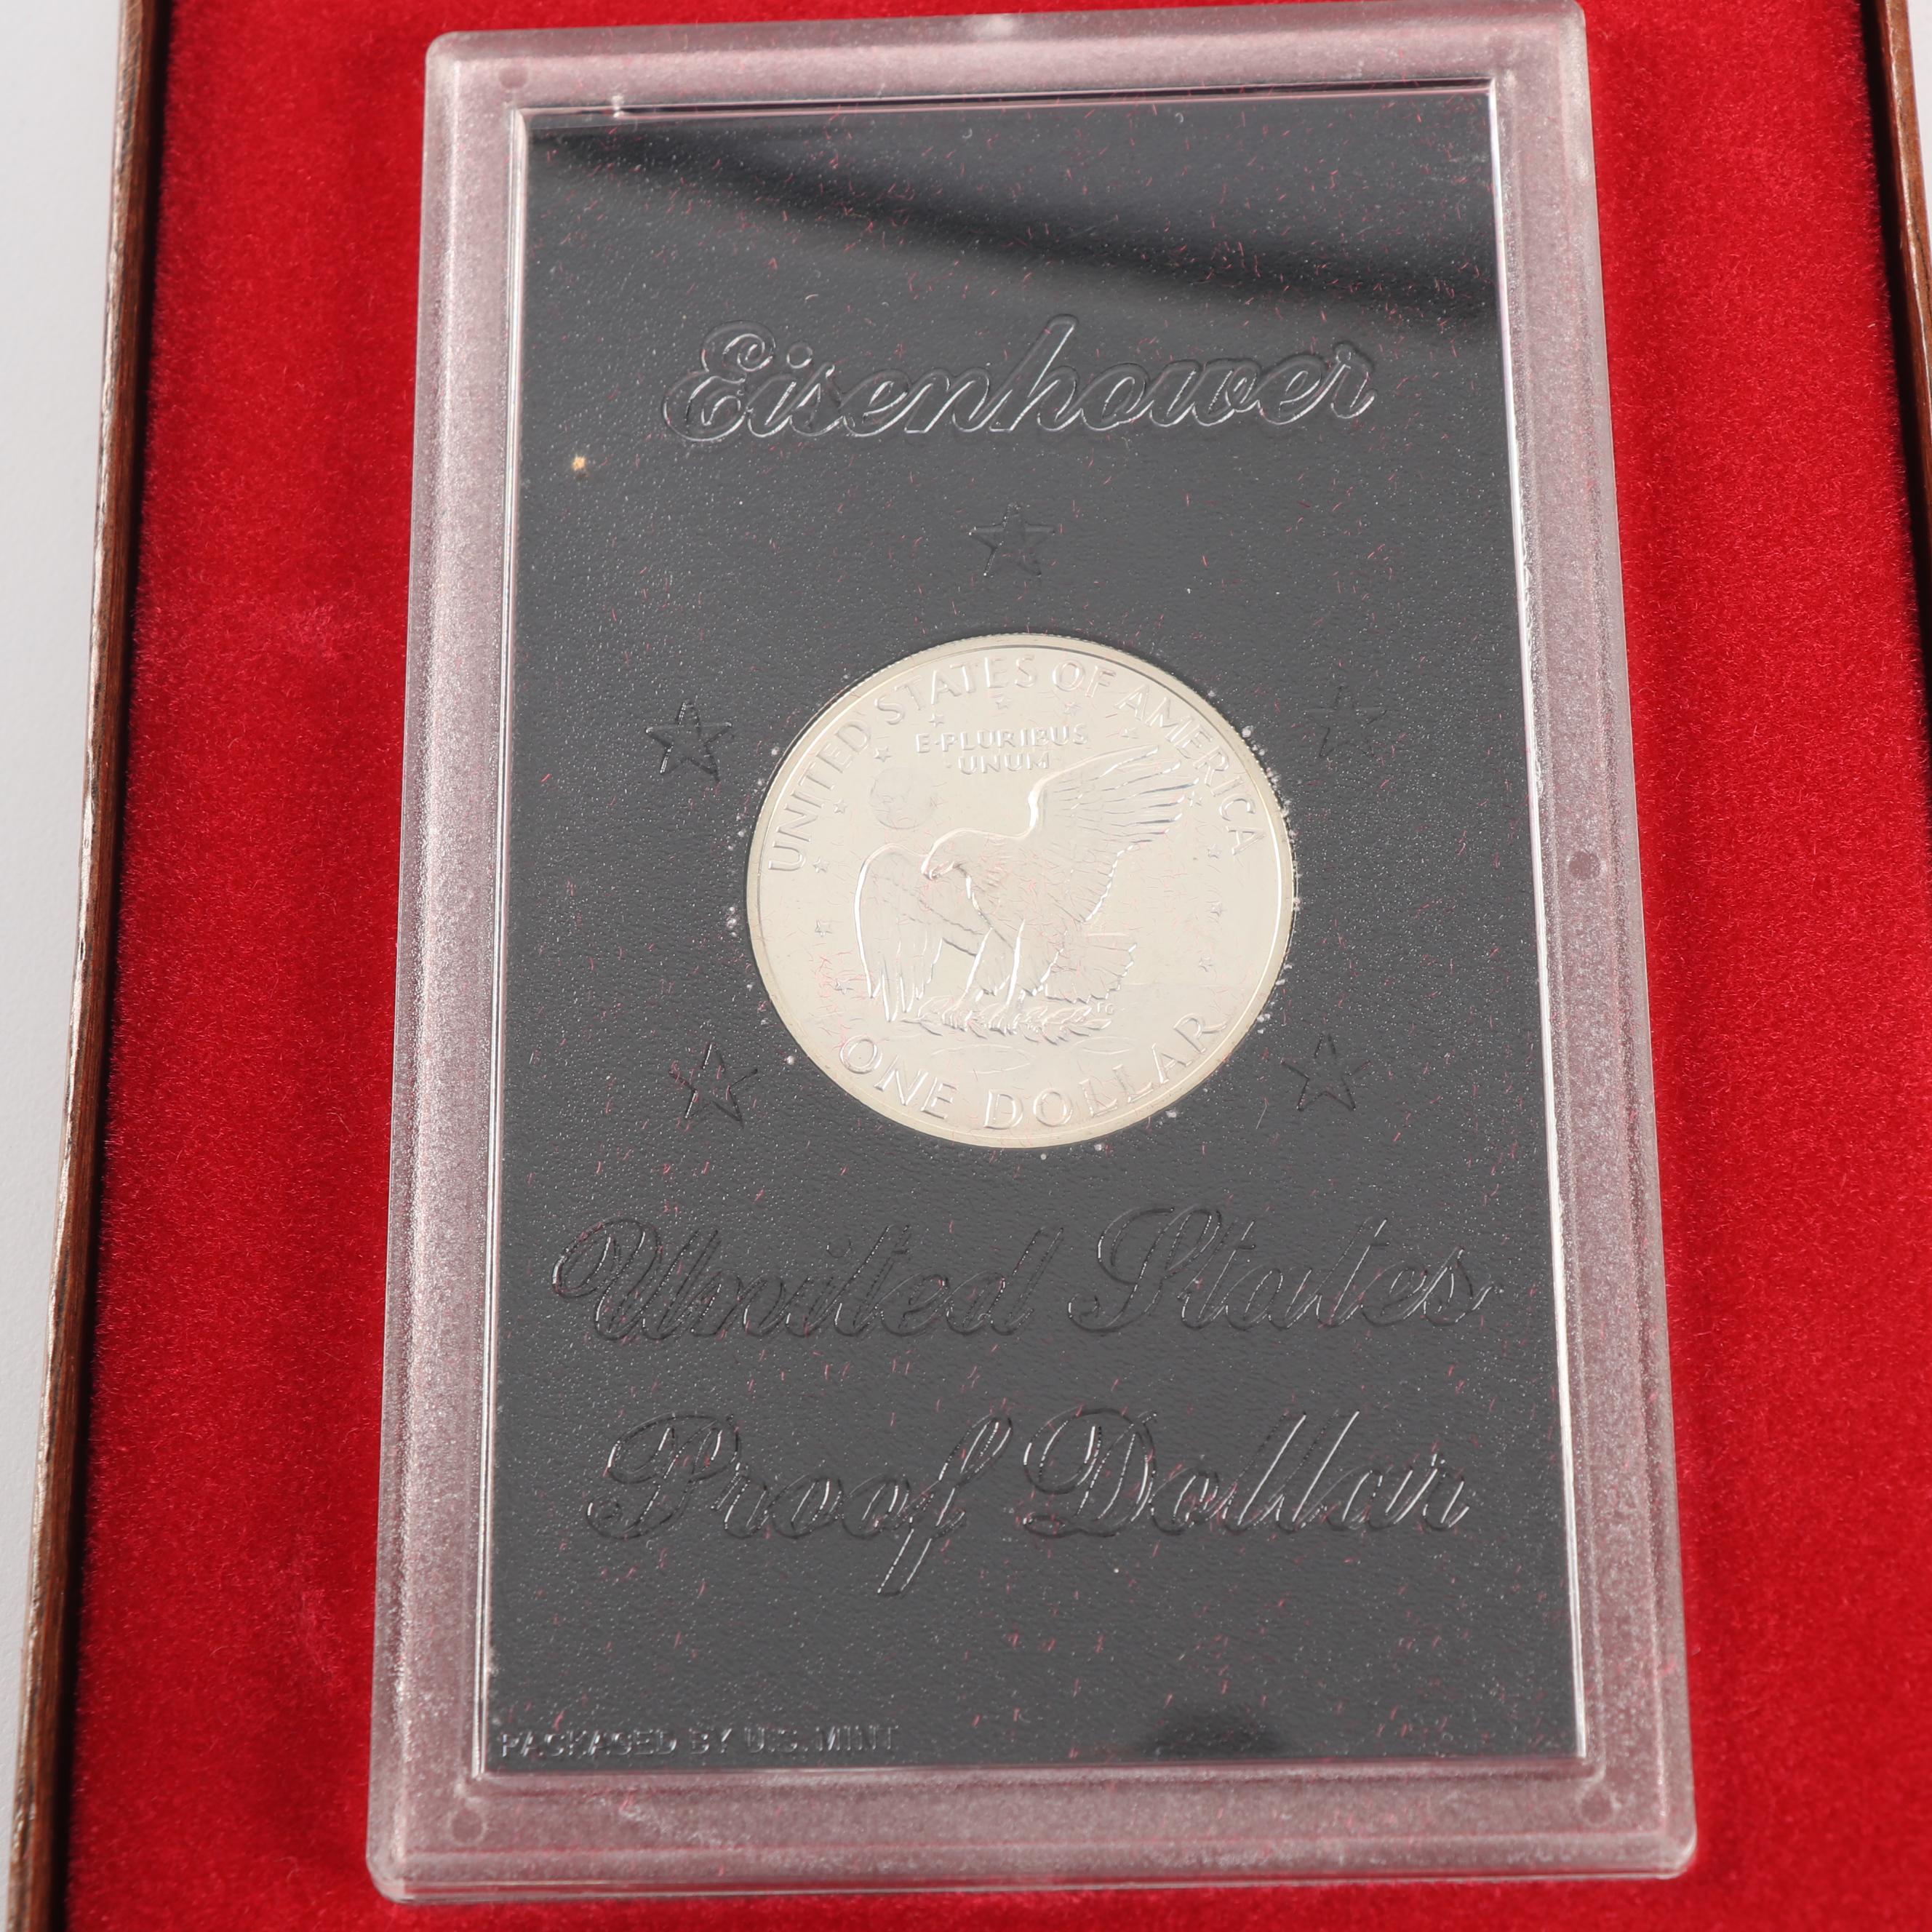 Eisenhower
UNITED STATES OF AMERICA
E·PLURIBUS
UNUM
ONE DOLLAR
United States
Proof Dollar
PACKAGED BY U.S. MINT